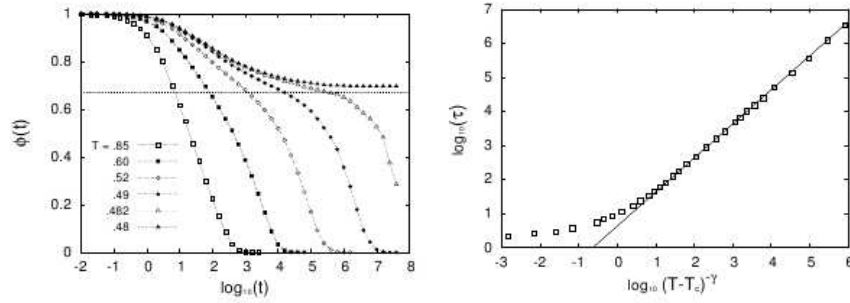 1
0.8
0.6
0.4
0.2
0
ϕ(t)
T = .85
.60
.52
.49
.482
.48
-2 -1 0 1 2 3 4 5 6 7 8
log₁₀(t)
7
6
5
4
3
2
1
0
log₁₀(τ)
-3 -2 -1 0 1 2 3 4 5 6
log₁₀ (T-T꜀)⁻ᵞ